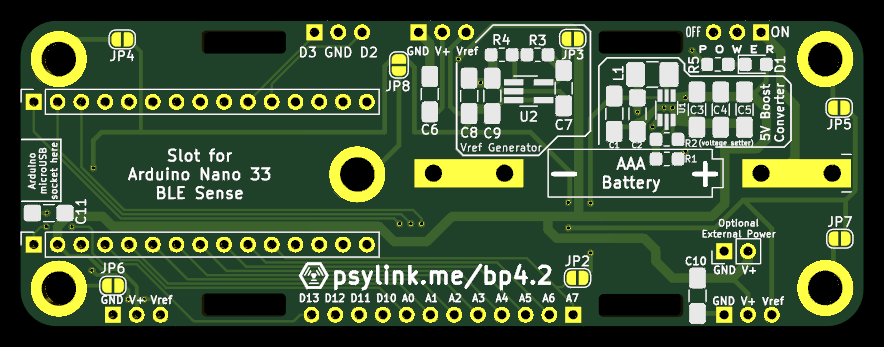 JP4
D3 GND D2
GND V+ Vref
JP8
R4 R3
JP3
C6
C8 C9
U2
C7
Vref Generator
OFF ON
POWER
R5
D1
L1
U1
C1 C2
C3 C4 C5
R2 (voltage setter)
R1
5V Boost
Converter
JP5
Arduino
microUSB
socket here
C11
Slot for
Arduino Nano 33
BLE Sense
AAA
Battery
− +
Optional
External Power
GND V+
JP7
JP6
GND V+ Vref
psylink.me/bp4.2
D13 D12 D11 D10 A0 A1 A2 A3 A4 A5 A6 A7
JP2
C10
GND V+ Vref